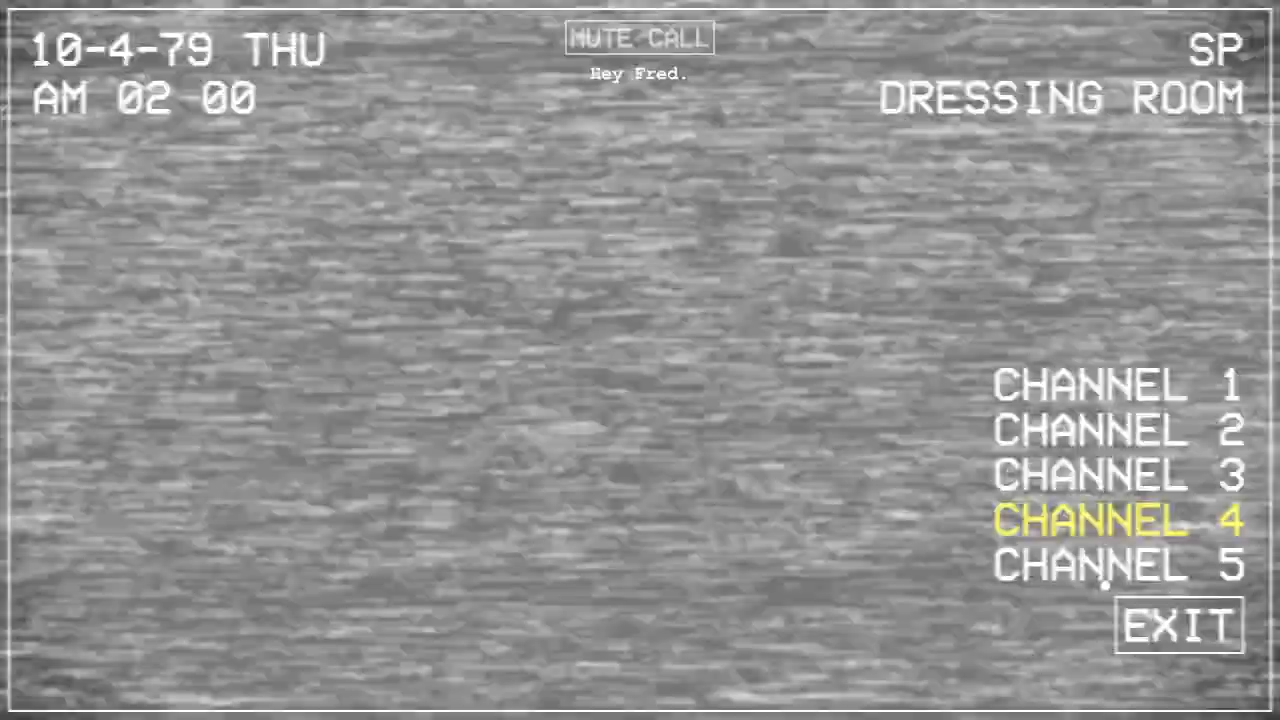 10-4-79 THU
AM 02 00
MUTE CALL
Hey Fred.
SP
DRESSING ROOM
CHANNEL 1
CHANNEL 2
CHANNEL 3
CHANNEL 4
CHANNEL 5
EXIT